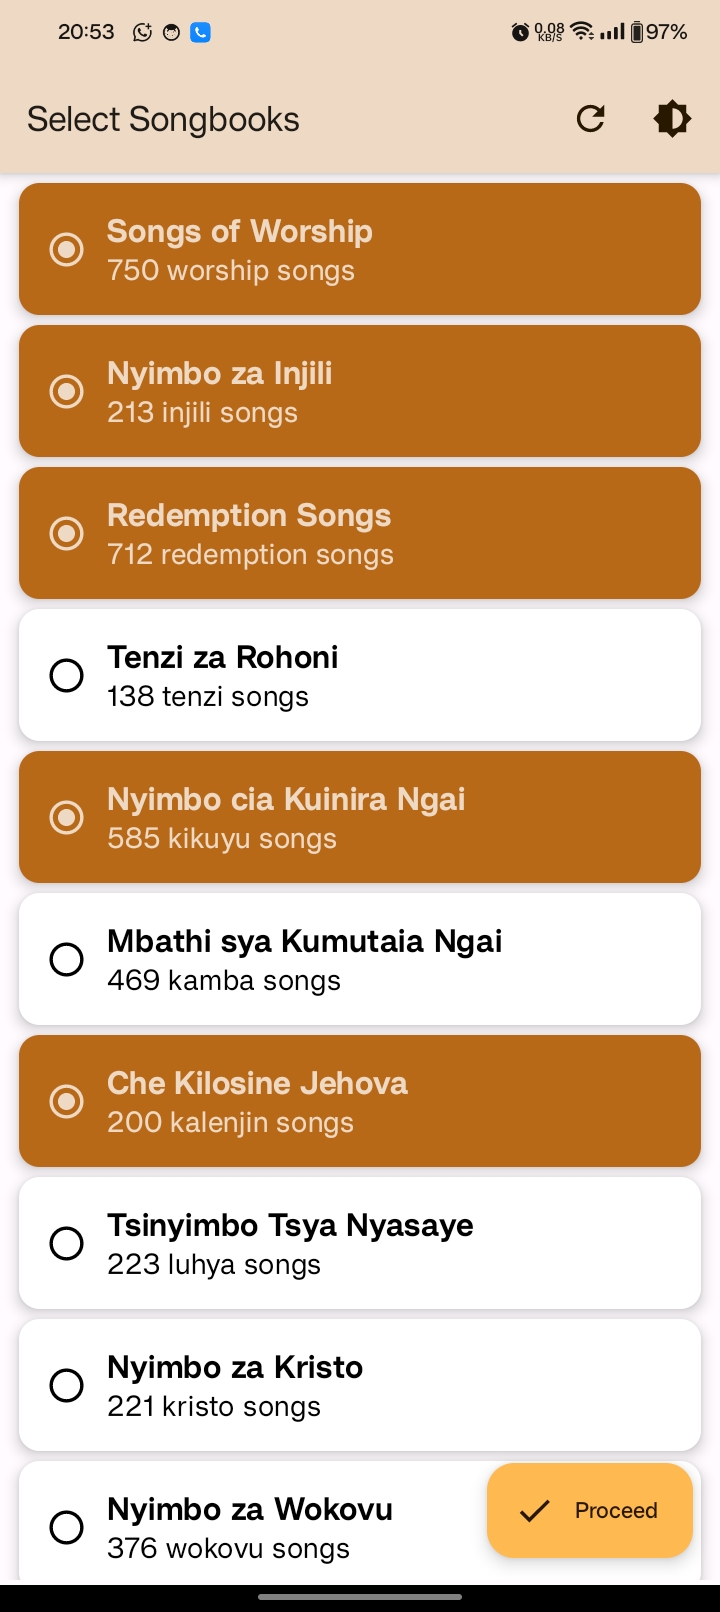 20:53
0.08
KB/S
97%
Select Songbooks
Songs of Worship
750 worship songs
Nyimbo za Injili
213 injili songs
Redemption Songs
712 redemption songs
Tenzi za Rohoni
138 tenzi songs
Nyimbo cia Kuinira Ngai
585 kikuyu songs
Mbathi sya Kumutaia Ngai
469 kamba songs
Che Kilosine Jehova
200 kalenjin songs
Tsinyimbo Tsya Nyasaye
223 luhya songs
Nyimbo za Kristo
221 kristo songs
Nyimbo za Wokovu
376 wokovu songs
Proceed